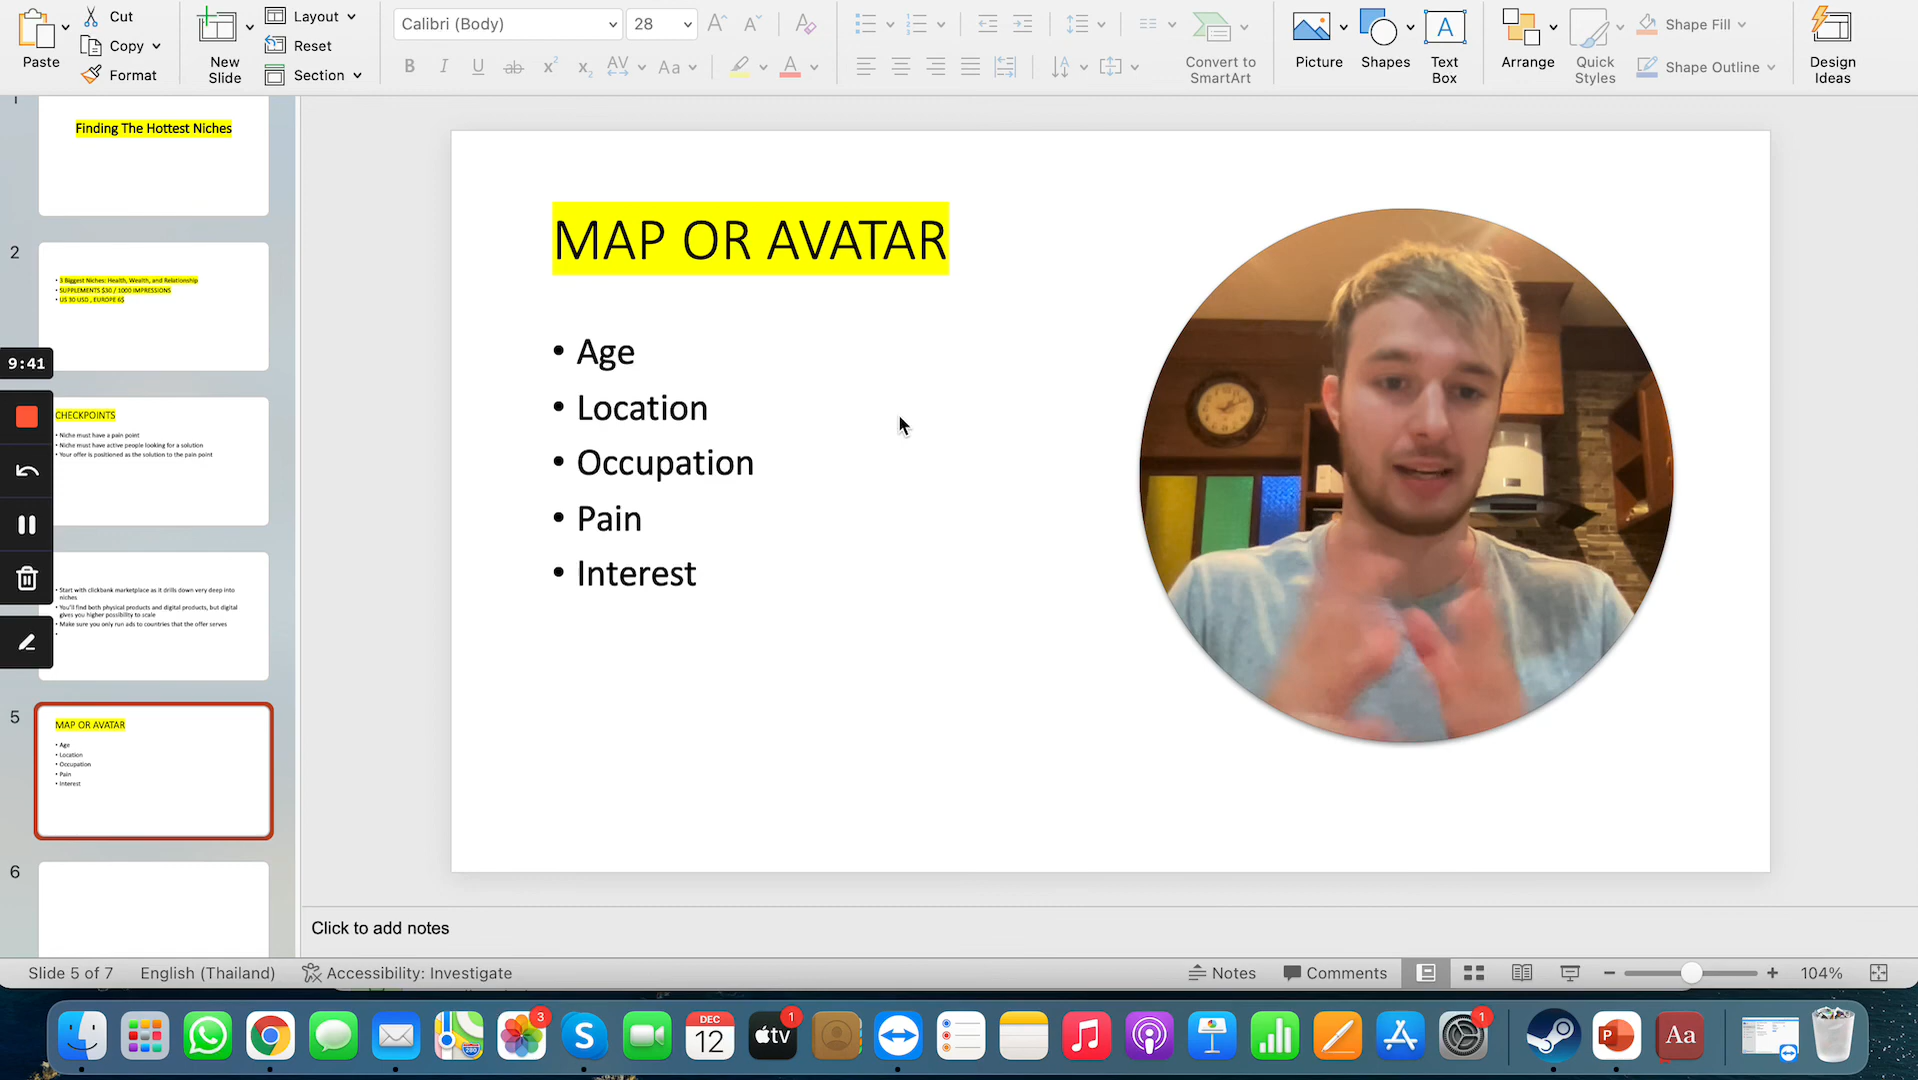 Paste
Cut
Copy
Format
New Slide
Layout
Reset
Section
Calibri (Body)
28
Convert to SmartArt
Picture
Shapes
Text Box
Arrange
Quick Styles
Shape Fill
Shape Outline
Design Ideas
1
Finding The Hottest Niches
2
• 3 Biggest Niches: Health, Wealth, and Relationship
• SUPPLEMENTS $30 / 1000 IMPRESSIONS
• US 30 USD , EUROPE 6$
9:41
CHECKPOINTS
• Niche must have a pain point
• Niche must have active people looking for a solution
• Your offer is positioned as the solution to the pain point
• Start with clickbank marketplace as it drills down very deep into
niches
• You'll find both physical products and digital products, but digital
gives you higher possibility to scale
• Make sure you only run ads to countries that the offer serves
5
MAP OR AVATAR
• Age
• Location
• Occupation
• Pain
• Interest
6
MAP OR AVATAR
• Age
• Location
• Occupation
• Pain
• Interest
Click to add notes
Slide 5 of 7
English (Thailand)
Accessibility: Investigate
Notes
Comments
104%
3
DEC
12
tv
1
1
P
Aa